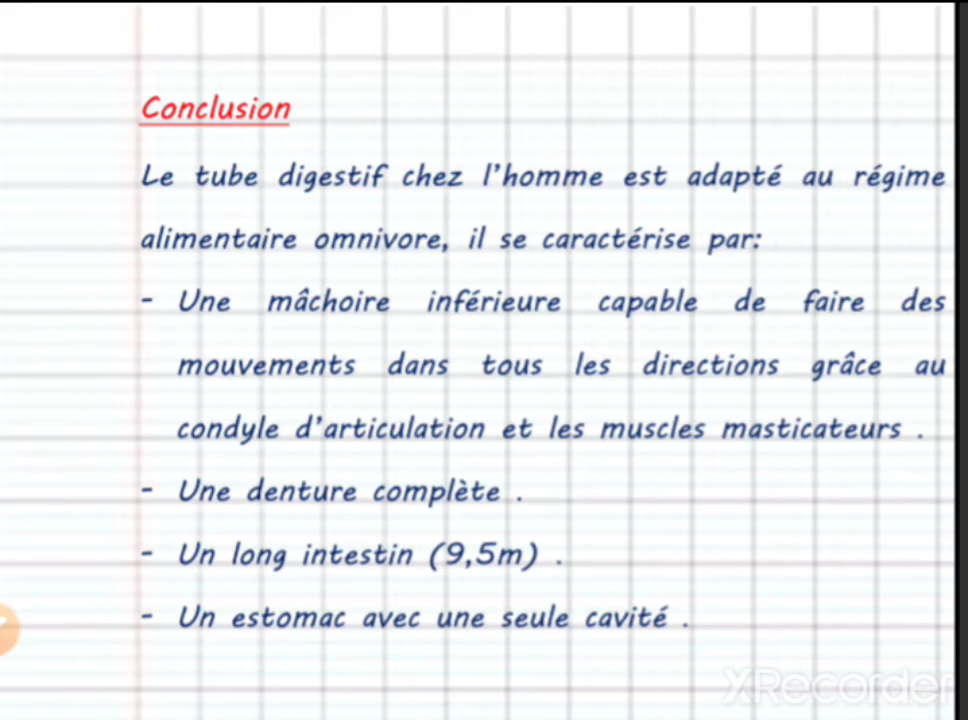 Conclusion
Le tube digestif chez l'homme est adapté au régime
alimentaire omnivore, il se caractérise par:
- Une mâchoire inférieure capable de faire des
mouvements dans tous les directions grâce au
condyle d'articulation et les muscles masticateurs .
- Une denture complète .
- Un long intestin (9,5m) .
- Un estomac avec une seule cavité .
XRecorder